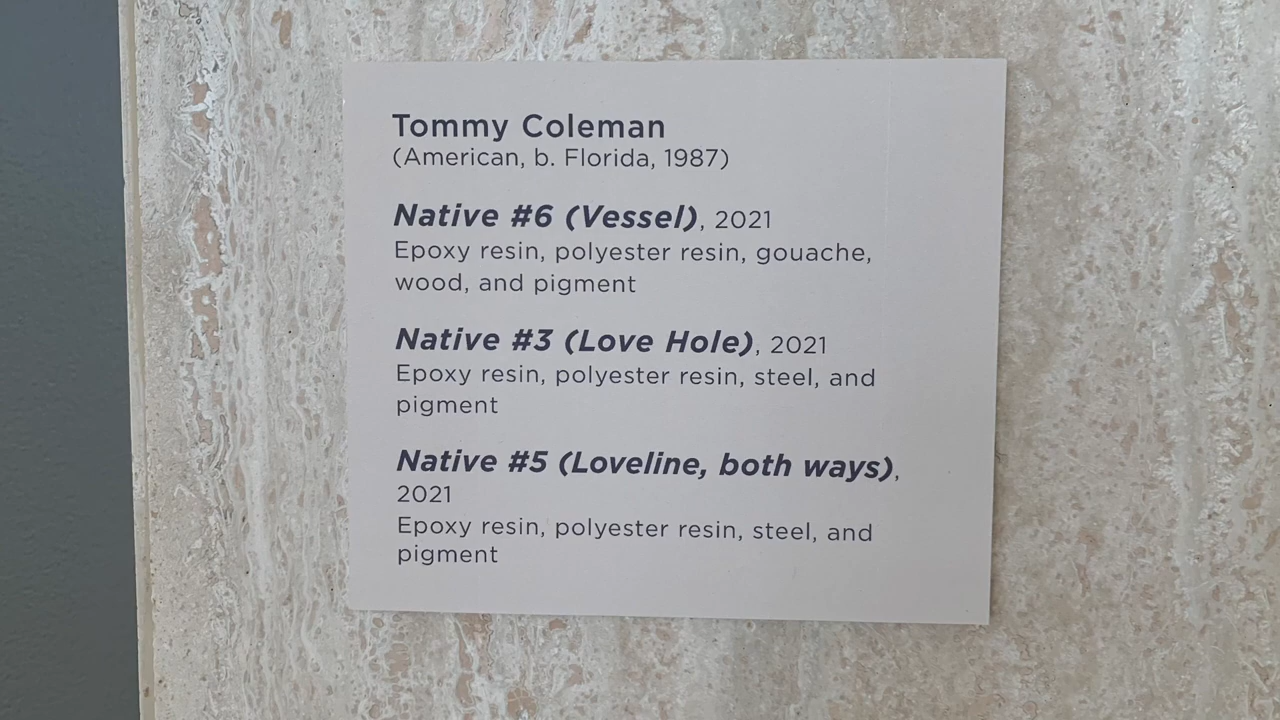 Tommy Coleman
(American, b. Florida, 1987)
Native #6 (Vessel), 2021
Epoxy resin, polyester resin, gouache,
wood, and pigment
Native #3 (Love Hole), 2021
Epoxy resin, polyester resin, steel, and
pigment
Native #5 (Loveline, both ways),
2021
Epoxy resin, polyester resin, steel, and
pigment